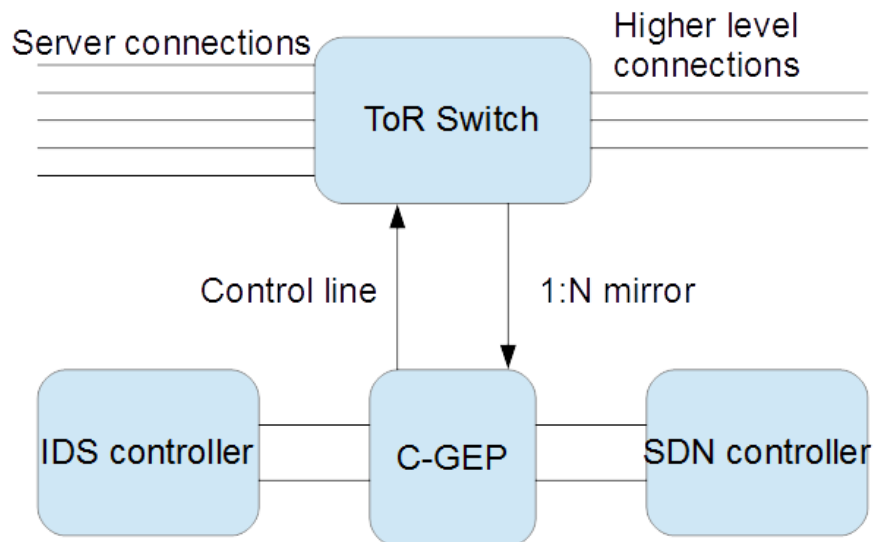 Server connections
Higher level
connections
ToR Switch
Control line
1:N mirror
IDS controller
C-GEP
SDN controller